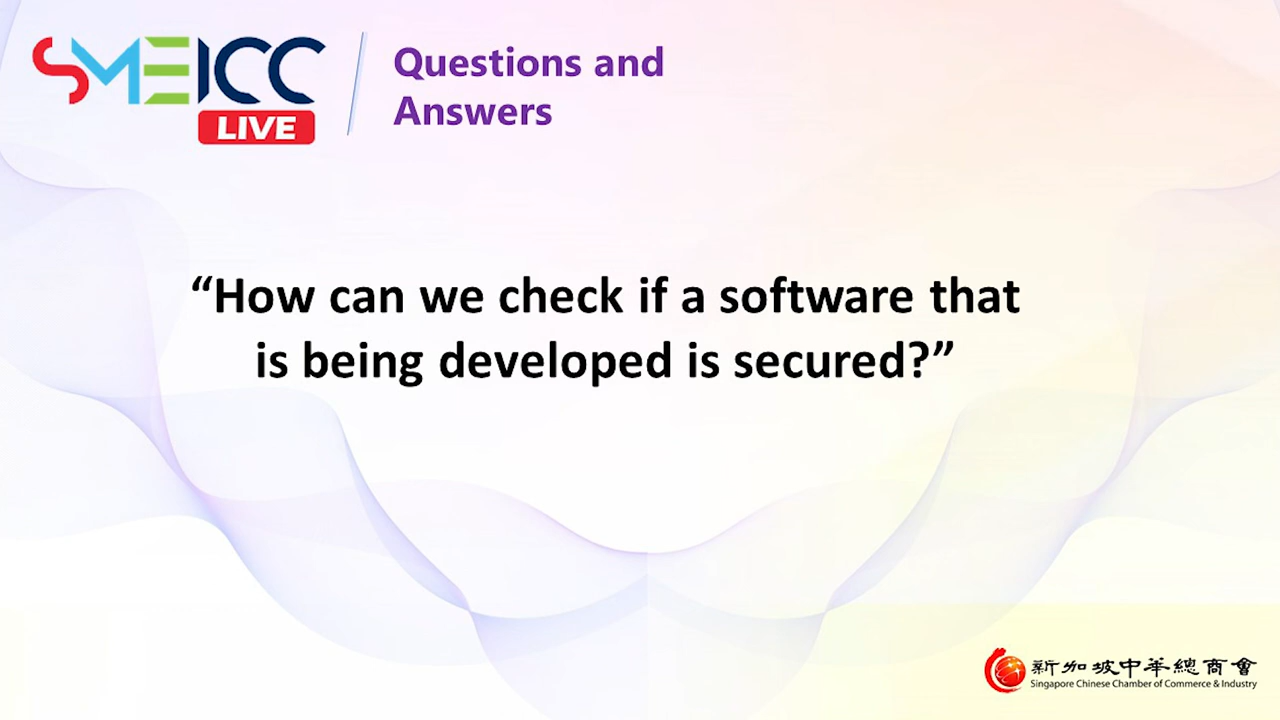 SMEICC
LIVE
Questions and
Answers
“How can we check if a software that
is being developed is secured?”
新加坡中華總商會
Singapore Chinese Chamber of Commerce & Industry